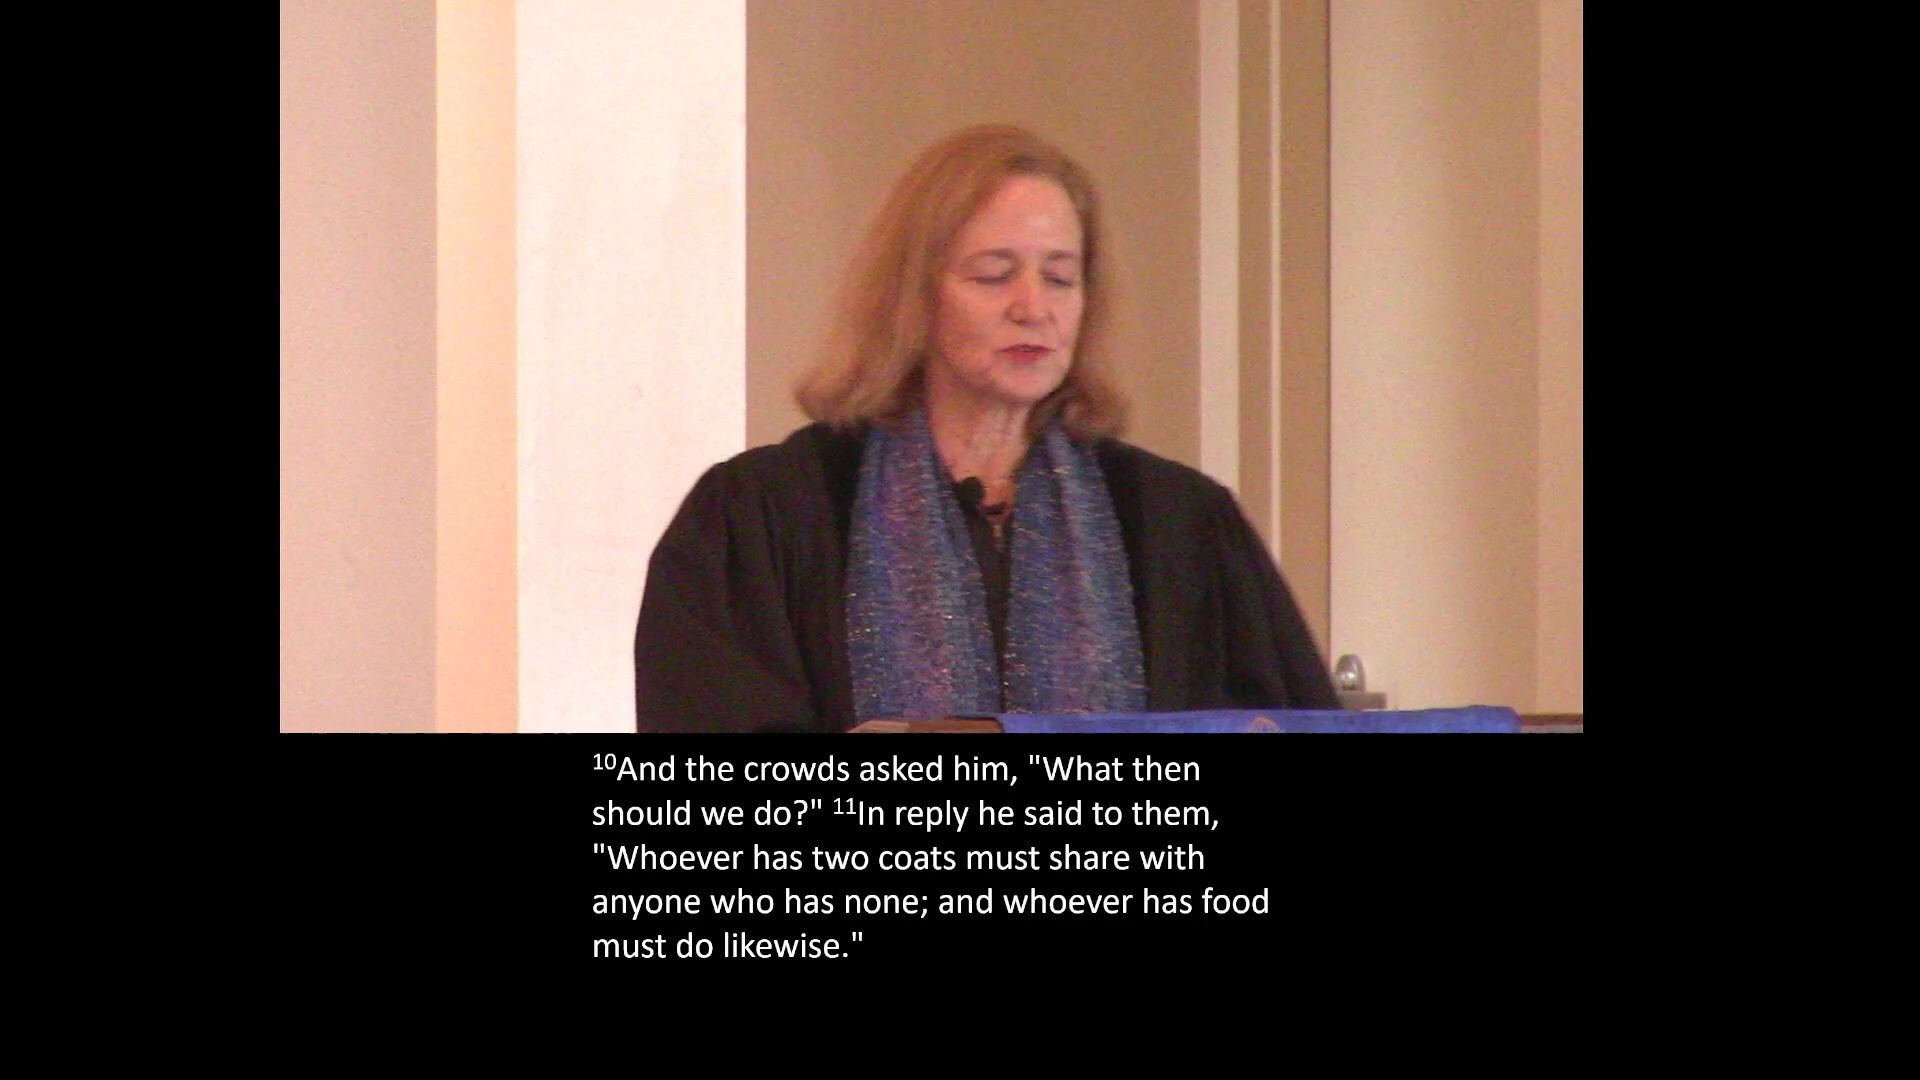 ¹⁰And the crowds asked him, "What then
should we do?" ¹¹In reply he said to them,
"Whoever has two coats must share with
anyone who has none; and whoever has food
must do likewise."